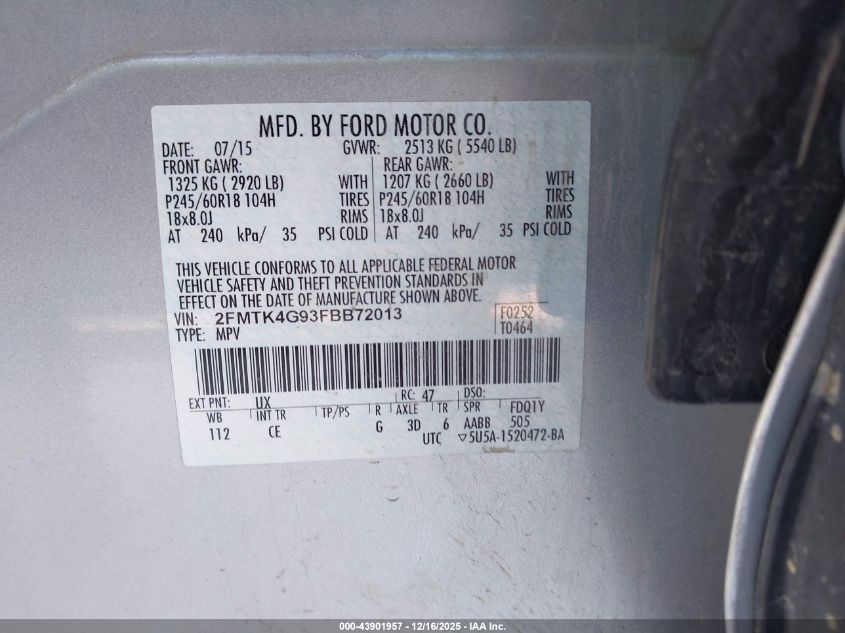 MFD. BY FORD MOTOR CO.
DATE: 07/15 GVWR: 2513 KG ( 5540 LB)
FRONT GAWR: REAR GAWR:
1325 KG ( 2920 LB) WITH 1207 KG ( 2660 LB) WITH
P245/60R18 104H TIRES P245/60R18 104H TIRES
18x8.0J RIMS 18x8.0J RIMS
AT 240 kPa/ 35 PSI COLD AT 240 kPa/ 35 PSI COLD
THIS VEHICLE CONFORMS TO ALL APPLICABLE FEDERAL MOTOR
VEHICLE SAFETY AND THEFT PREVENTION STANDARDS IN
EFFECT ON THE DATE OF MANUFACTURE SHOWN ABOVE.
VIN: 2FMTK4G93FBB72013 F0252
TYPE: MPV T0464
EXT PNT: UX RC: 47 DSO:
WB INT TR TP/PS R AXLE TR SPR FDQ1Y
112 CE G 3D 6 AABB 505
UTC ▽5U5A-1520472-BA
000-43901957 - 12/16/2025 - IAA Inc.